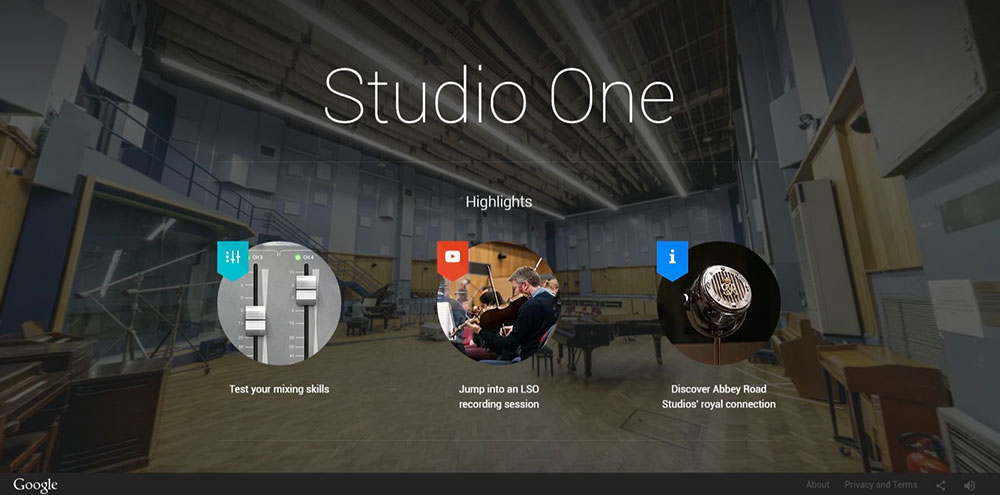 Studio One
Highlights
CH 3
CH 4
Test your mixing skills
Jump into an LSO
recording session
Discover Abbey Road
Studios' royal connection
Google
About
Privacy and Terms